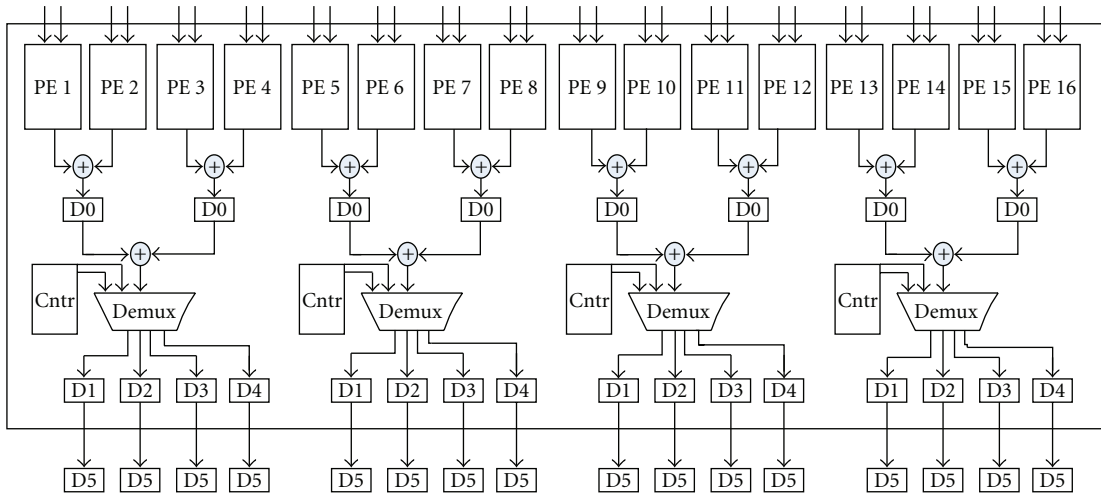 PE 1 PE 2 PE 3 PE 4 PE 5 PE 6 PE 7 PE 8 PE 9 PE 10 PE 11 PE 12 PE 13 PE 14 PE 15 PE 16
+ + + + + + + +
D0 D0 D0 D0 D0 D0 D0 D0
+ + + +
Cntr Demux Cntr Demux Cntr Demux Cntr Demux
D1 D2 D3 D4 D1 D2 D3 D4 D1 D2 D3 D4 D1 D2 D3 D4
D5 D5 D5 D5 D5 D5 D5 D5 D5 D5 D5 D5 D5 D5 D5 D5